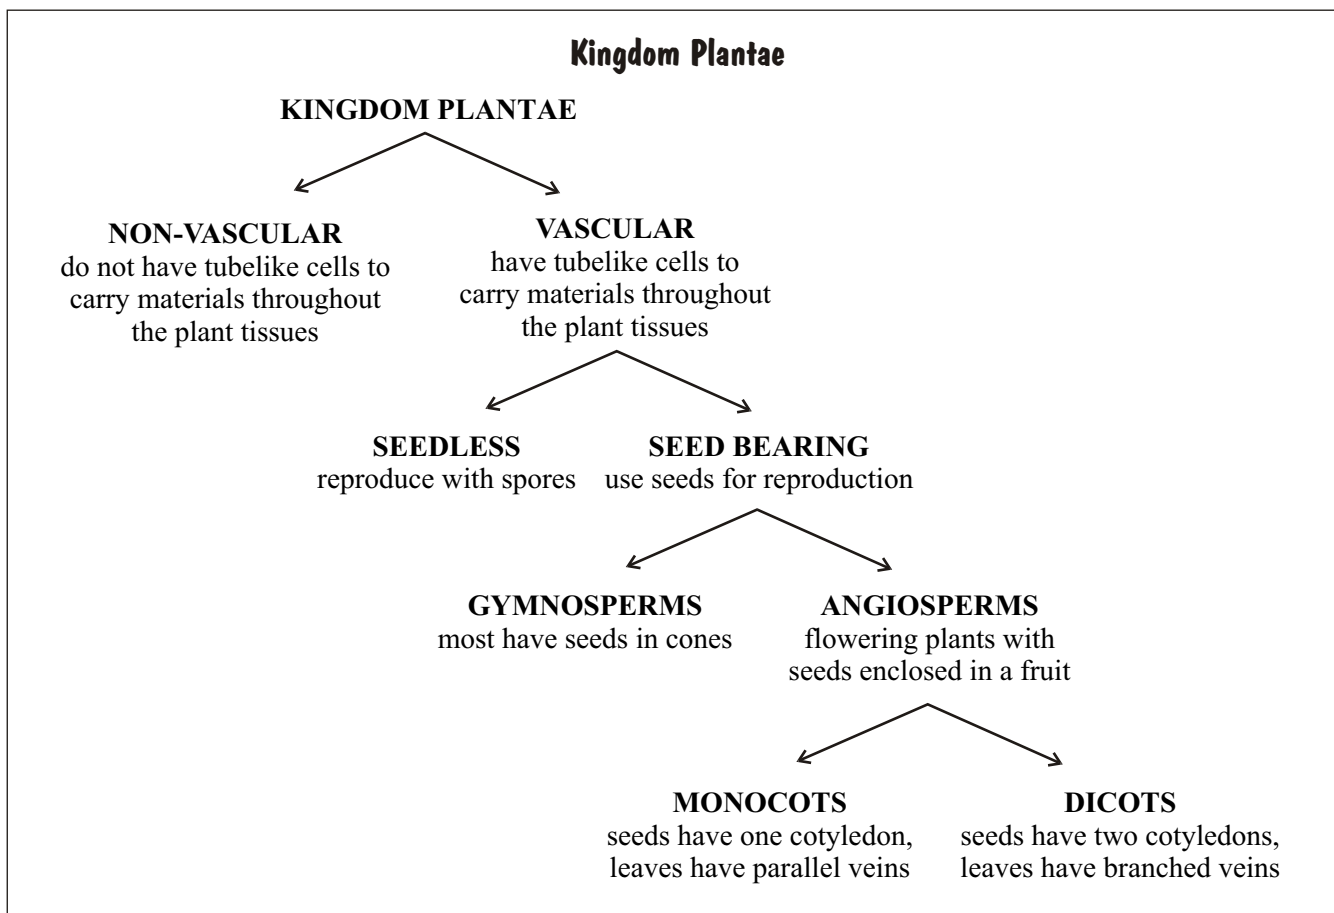 Kingdom Plantae
KINGDOM PLANTAE
NON-VASCULAR
do not have tubelike cells to
carry materials throughout
the plant tissues
VASCULAR
have tubelike cells to
carry materials throughout
the plant tissues
SEEDLESS
reproduce with spores
SEED BEARING
use seeds for reproduction
GYMNOSPERMS
most have seeds in cones
ANGIOSPERMS
flowering plants with
seeds enclosed in a fruit
MONOCOTS
seeds have one cotyledon,
leaves have parallel veins
DICOTS
seeds have two cotyledons,
leaves have branched veins